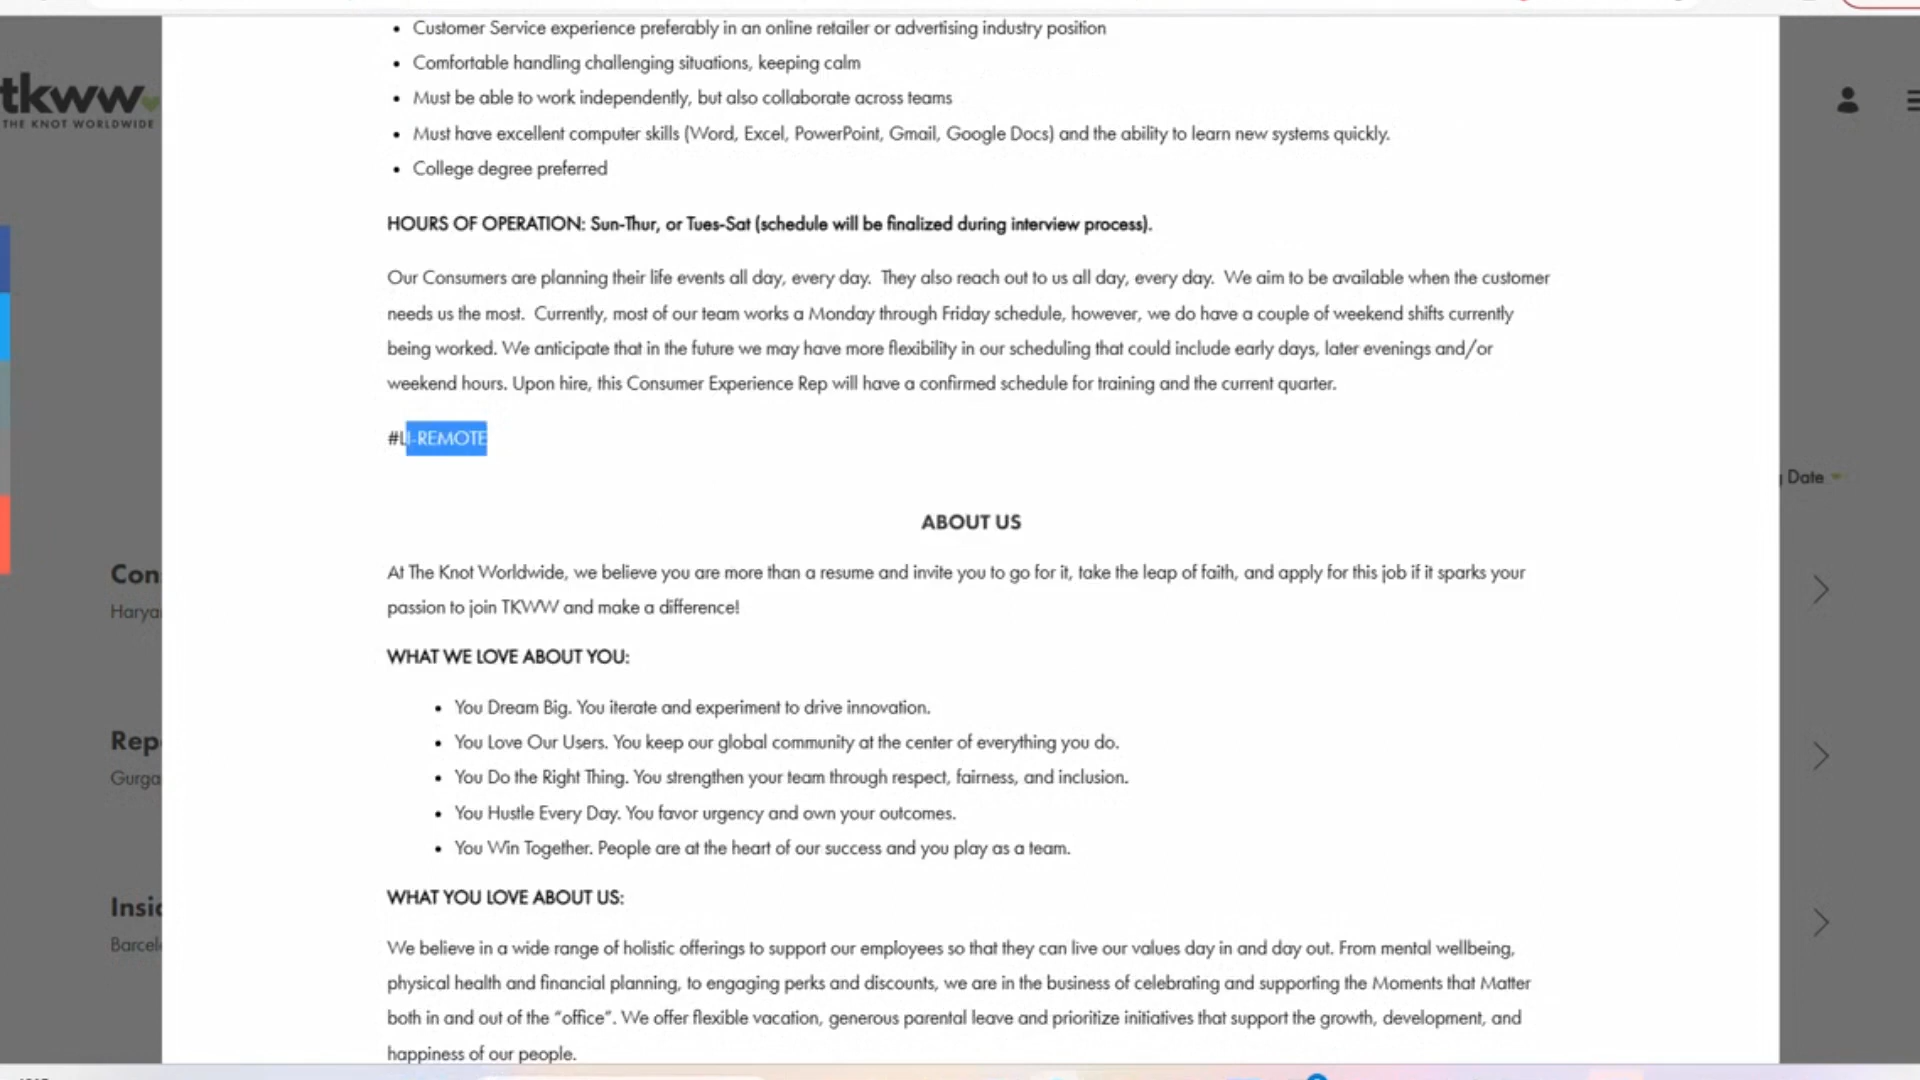 Customer Service experience preferably in an online retailer or advertising industry position
Comfortable handling challenging situations, keeping calm
tkww
THE KNOT WORLDWIDE
Must be able to work independently, but also collaborate across teams
Must have excellent computer skills (Word, Excel, PowerPoint, Gmail, Google Docs) and the ability to learn new systems quickly.
College degree preferred
HOURS OF OPERATION: Sun-Thur, or Tues-Sat (schedule will be finalized during interview process).
Our Consumers are planning their life events all day, every day. They also reach out to us all day, every day. We aim to be available when the customer
needs us the most. Currently, most of our team works a Monday through Friday schedule, however, we do have a couple of weekend shifts currently
being worked. We anticipate that in the future we may have more flexibility in our scheduling that could include early days, later evenings and/or
weekend hours. Upon hire, this Consumer Experience Rep will have a confirmed schedule for training and the current quarter.
#LI-REMOTE
Date
ABOUT US
At The Knot Worldwide, we believe you are more than a resume and invite you to go for it, take the leap of faith, and apply for this job if it sparks your
passion to join TKWW and make a difference!
Con
Harya
WHAT WE LOVE ABOUT YOU:
You Dream Big. You iterate and experiment to drive innovation.
You Love Our Users. You keep our global community at the center of everything you do.
You Do the Right Thing. You strengthen your team through respect, fairness, and inclusion.
You Hustle Every Day. You favor urgency and own your outcomes.
You Win Together. People are at the heart of our success and you play as a team.
Rep
Gurga
WHAT YOU LOVE ABOUT US:
We believe in a wide range of holistic offerings to support our employees so that they can live our values day in and day out. From mental wellbeing,
physical health and financial planning, to engaging perks and discounts, we are in the business of celebrating and supporting the Moments that Matter
both in and out of the “office”. We offer flexible vacation, generous parental leave and prioritize initiatives that support the growth, development, and
happiness of our people.
Insid
Barcel